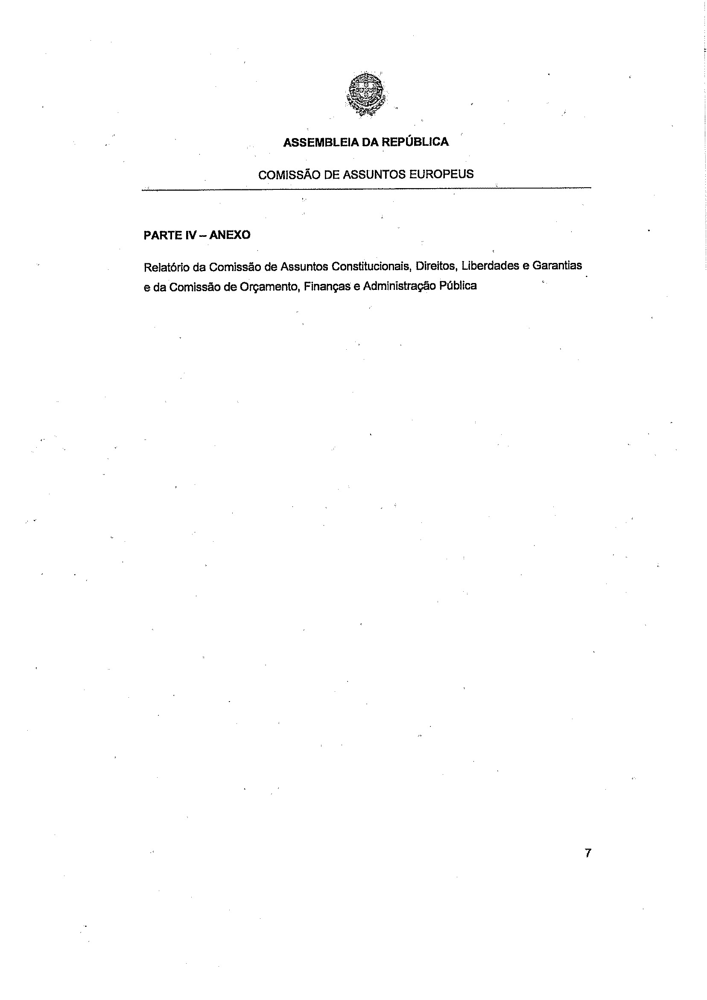 ASSEMBLEIA DA REPÚBLICA
COMISSÃO DE ASSUNTOS EUROPEUS
PARTE IV – ANEXO
Relatório da Comissão de Assuntos Constitucionais, Direitos, Liberdades e Garantias
e da Comissão de Orçamento, Finanças e Administração Pública
7